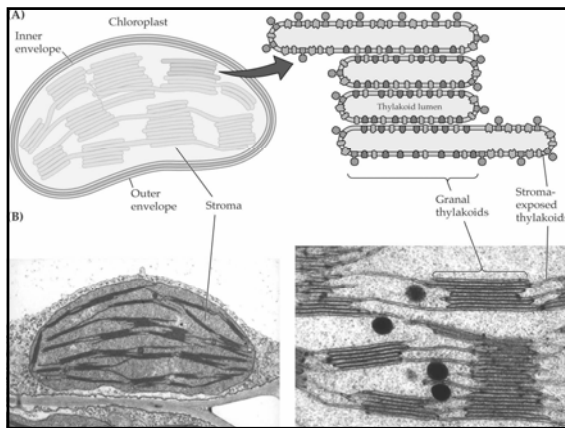 (A)
Chloroplast
Inner
envelope
Thylakoid lumen
Outer
envelope
Stroma
Granal
thylakoids
Stroma-
exposed
thylakoids
(B)